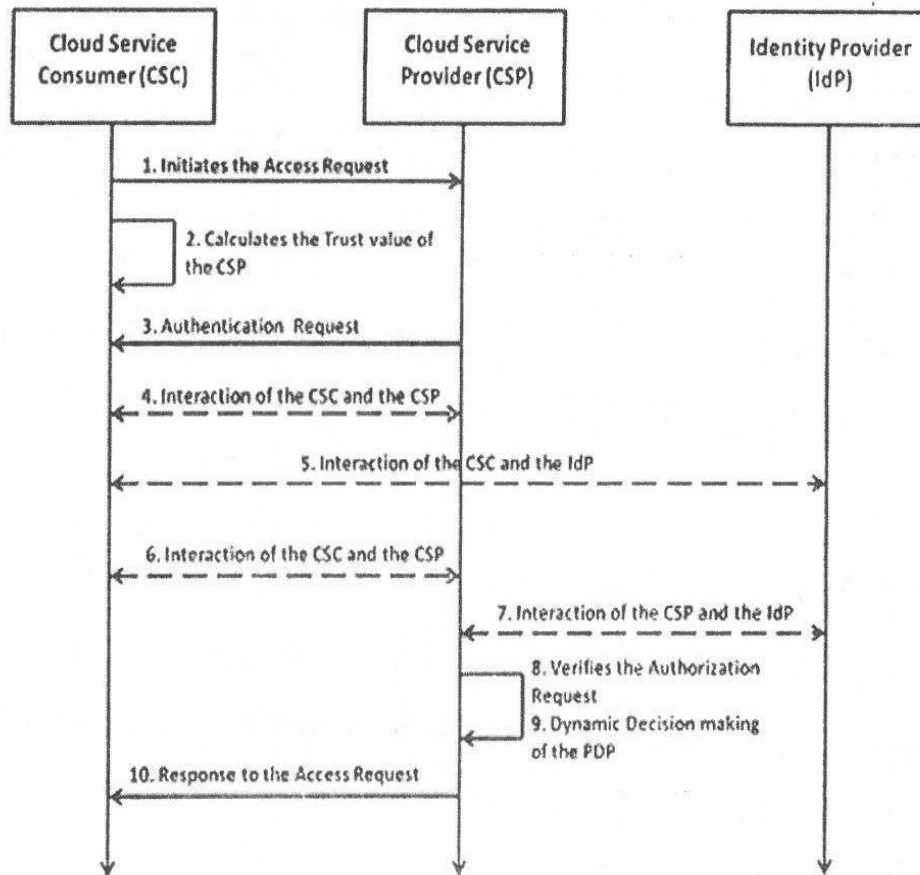 Cloud Service
Consumer (CSC)
Cloud Service
Provider (CSP)
Identity Provider
(IdP)
1. Initiates the Access Request
2. Calculates the Trust value of
the CSP
3. Authentication Request
4. Interaction of the CSC and the CSP
5. Interaction of the CSC and the IdP
6. Interaction of the CSC and the CSP
7. Interaction of the CSP and the IdP
8. Verifies the Authorization
Request
9. Dynamic Decision making
of the PDP
10. Response to the Access Request